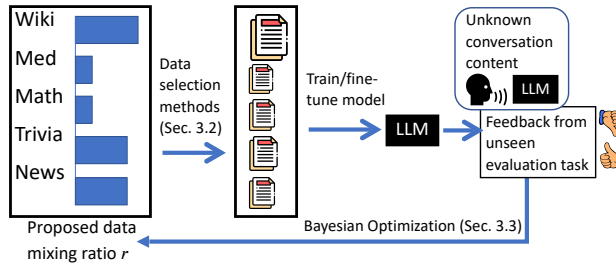 Wiki
Med
Math
Trivia
News
Proposed data
mixing ratio r
Data
selection
methods
(Sec. 3.2)
Train/fine-
tune model
LLM
Unknown
conversation
content
LLM
Feedback from
unseen
evaluation task
Bayesian Optimization (Sec. 3.3)